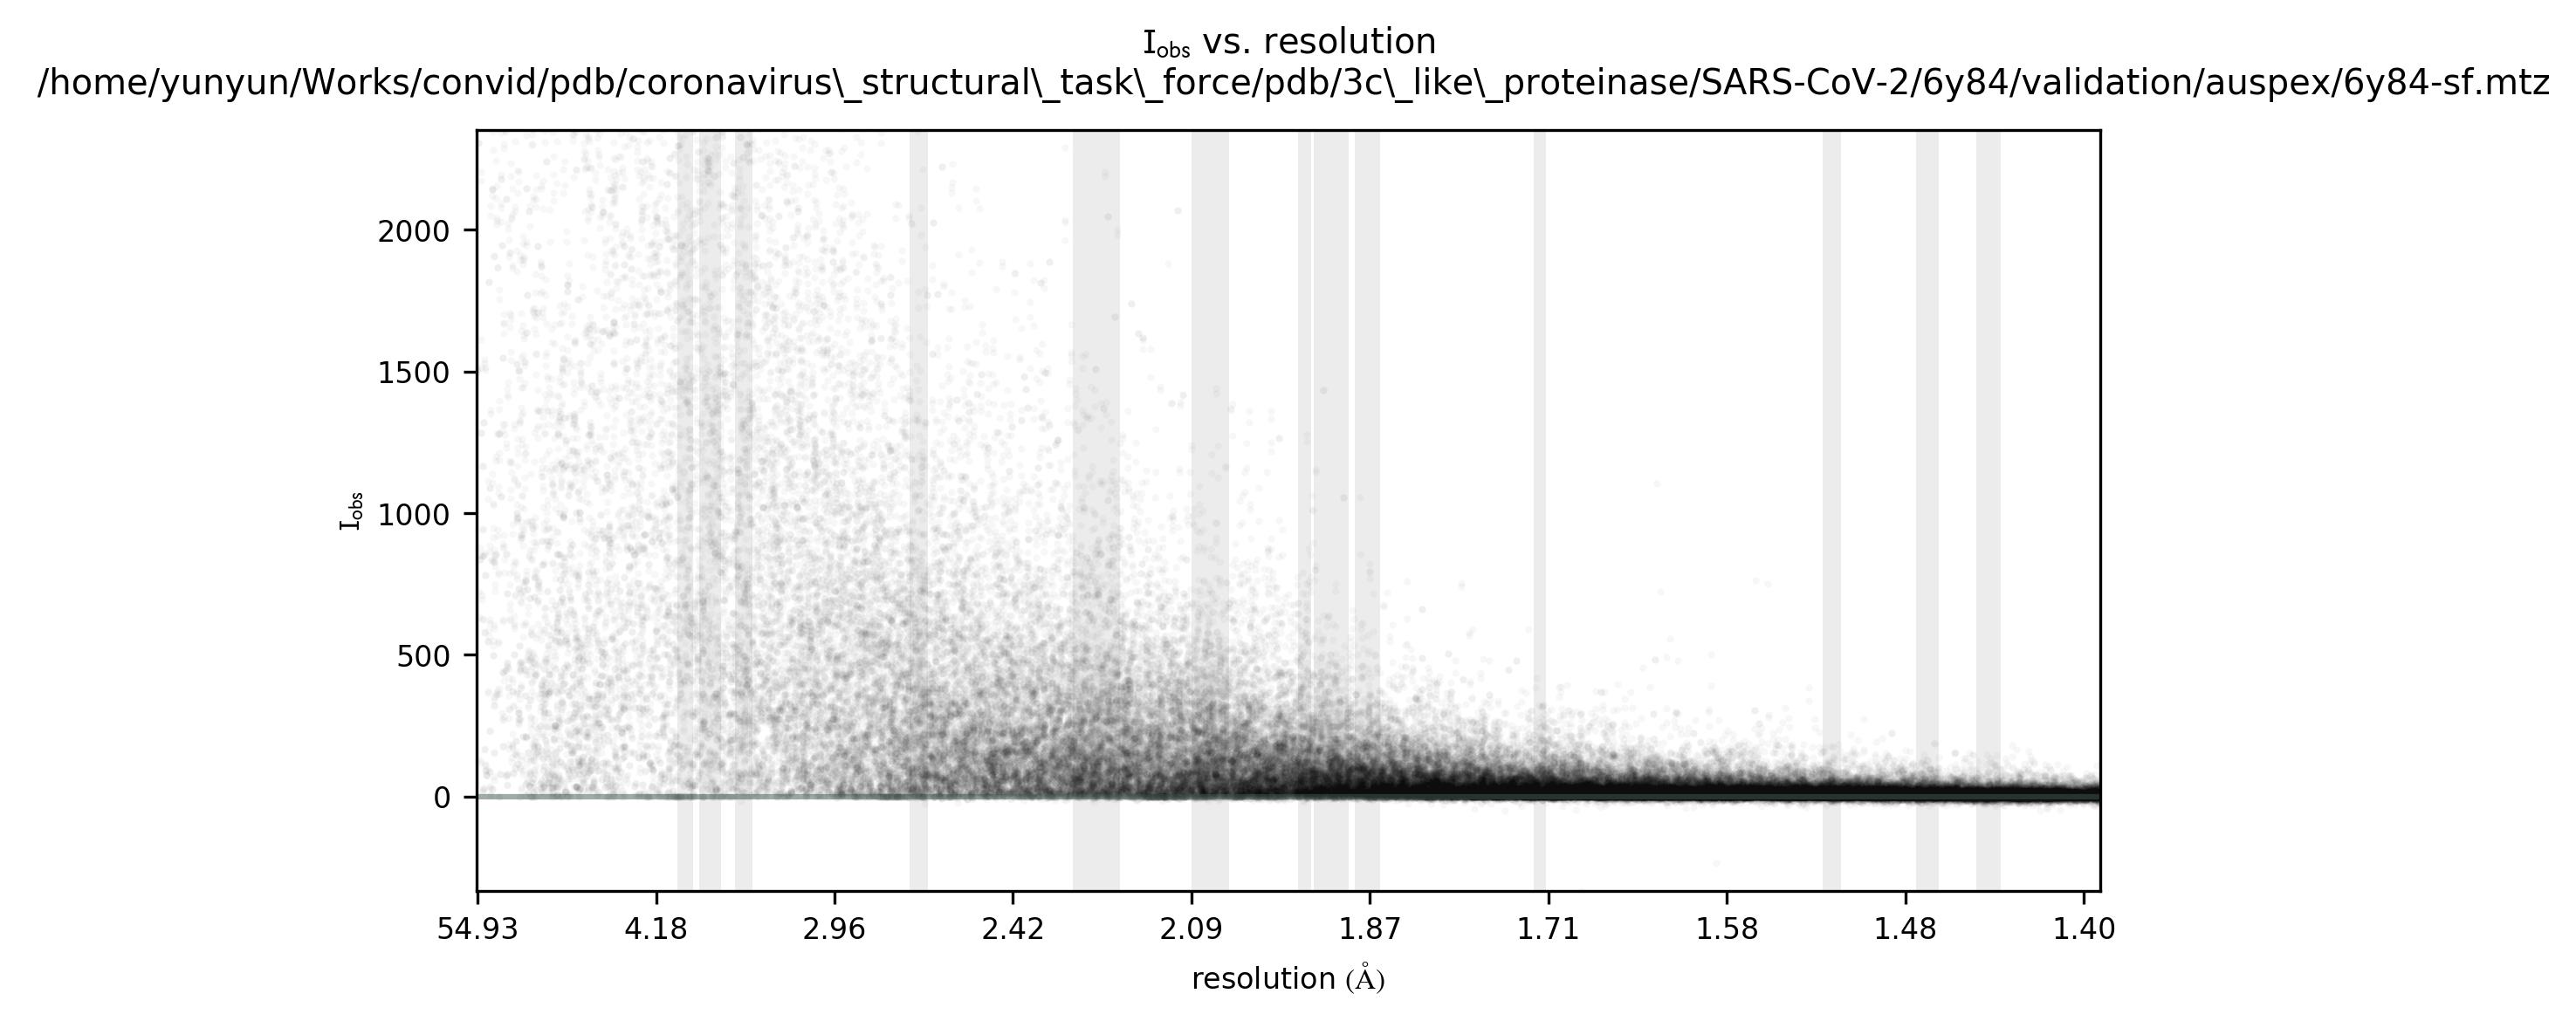 I_obs vs. resolution
/home/yunyun/Works/convid/pdb/coronavirus\_structural\_task\_force/pdb/3c\_like\_proteinase/SARS-CoV-2/6y84/validation/auspex/6y84-sf.mtz
I_obs
2000
1500
1000
500
0
54.93 4.18 2.96 2.42 2.09 1.87 1.71 1.58 1.48 1.40
resolution (Å)